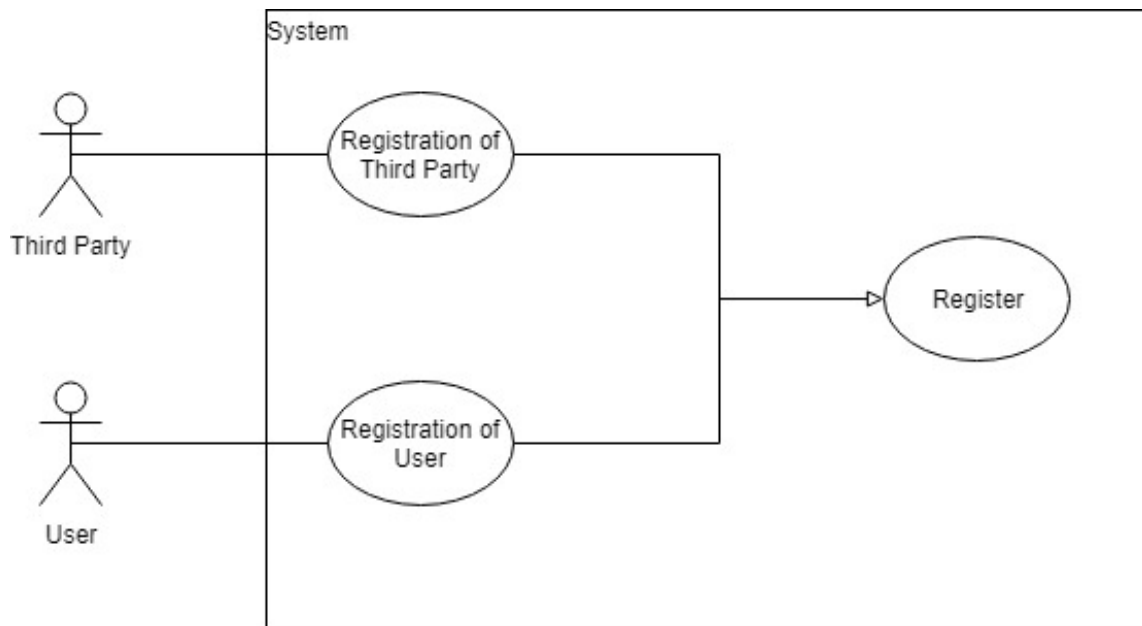 System
Registration of
Third Party
Third Party
Register
Registration of
User
User